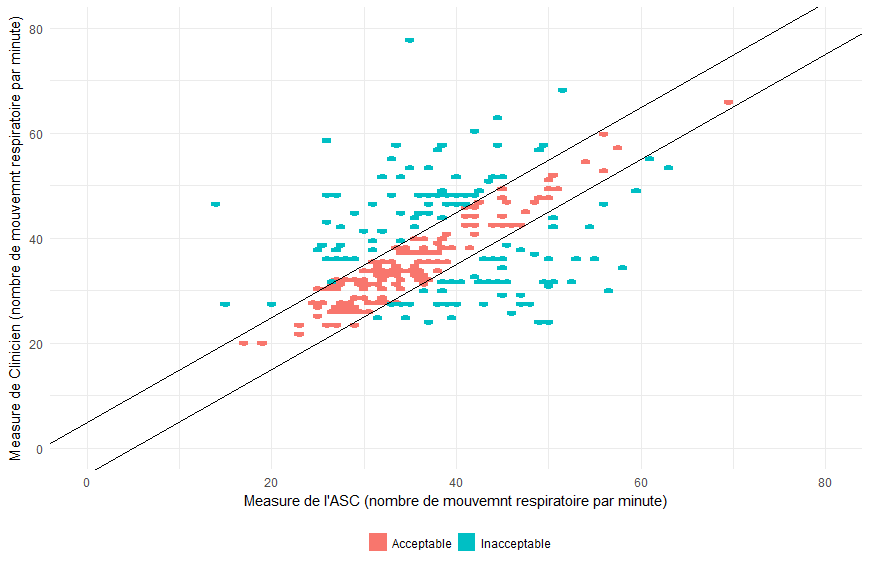 Measure de Clinicien (nombre de mouvemnt respiratoire par minute)
80
60
40
20
0
0 20 40 60 80
Measure de l'ASC (nombre de mouvemnt respiratoire par minute)
Acceptable Inacceptable